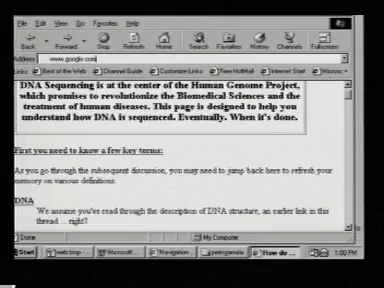 File Edit View Go Favorites Help
Back Forward Stop Refresh Home Search Favorites History Channels Fullscreen
Address www.google.com
Links Best of the Web Channel Guide Customize Links Free HotMail Internet Start Microsof
DNA Sequencing is at the center of the Human Genome Project,
which promises to revolutionize the Biomedical Sciences and the
treatment of human diseases. This page is designed to help you
understand how DNA is sequenced. Eventually. When it's done.
First you need to know a few key terms:
As you go through the subsequent discussion, you may need to jump back here to refresh your
memory on various definitions.
DNA
We assume you've read through the description of DNA structure, an earlier link in this
thread ... right?
Done My Computer
Start Microsoft... Navigation How do ... 1:00 PM